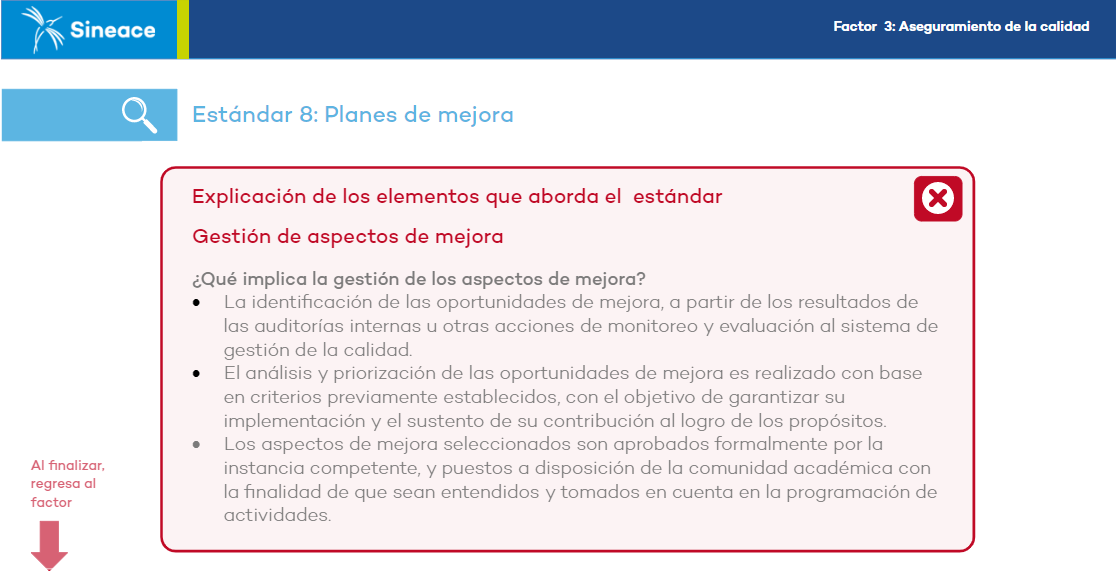 Sineace
Factor 3: Aseguramiento de la calidad
Estándar 8: Planes de mejora
Explicación de los elementos que aborda el estándar
Gestión de aspectos de mejora
¿Qué implica la gestión de los aspectos de mejora?
• La identificación de las oportunidades de mejora, a partir de los resultados de
las auditorías internas u otras acciones de monitoreo y evaluación al sistema de
gestión de la calidad.
• El análisis y priorización de las oportunidades de mejora es realizado con base
en criterios previamente establecidos, con el objetivo de garantizar su
implementación y el sustento de su contribución al logro de los propósitos.
• Los aspectos de mejora seleccionados son aprobados formalmente por la
instancia competente, y puestos a disposición de la comunidad académica con
la finalidad de que sean entendidos y tomados en cuenta en la programación de
actividades.
Al finalizar,
regresa al
factor